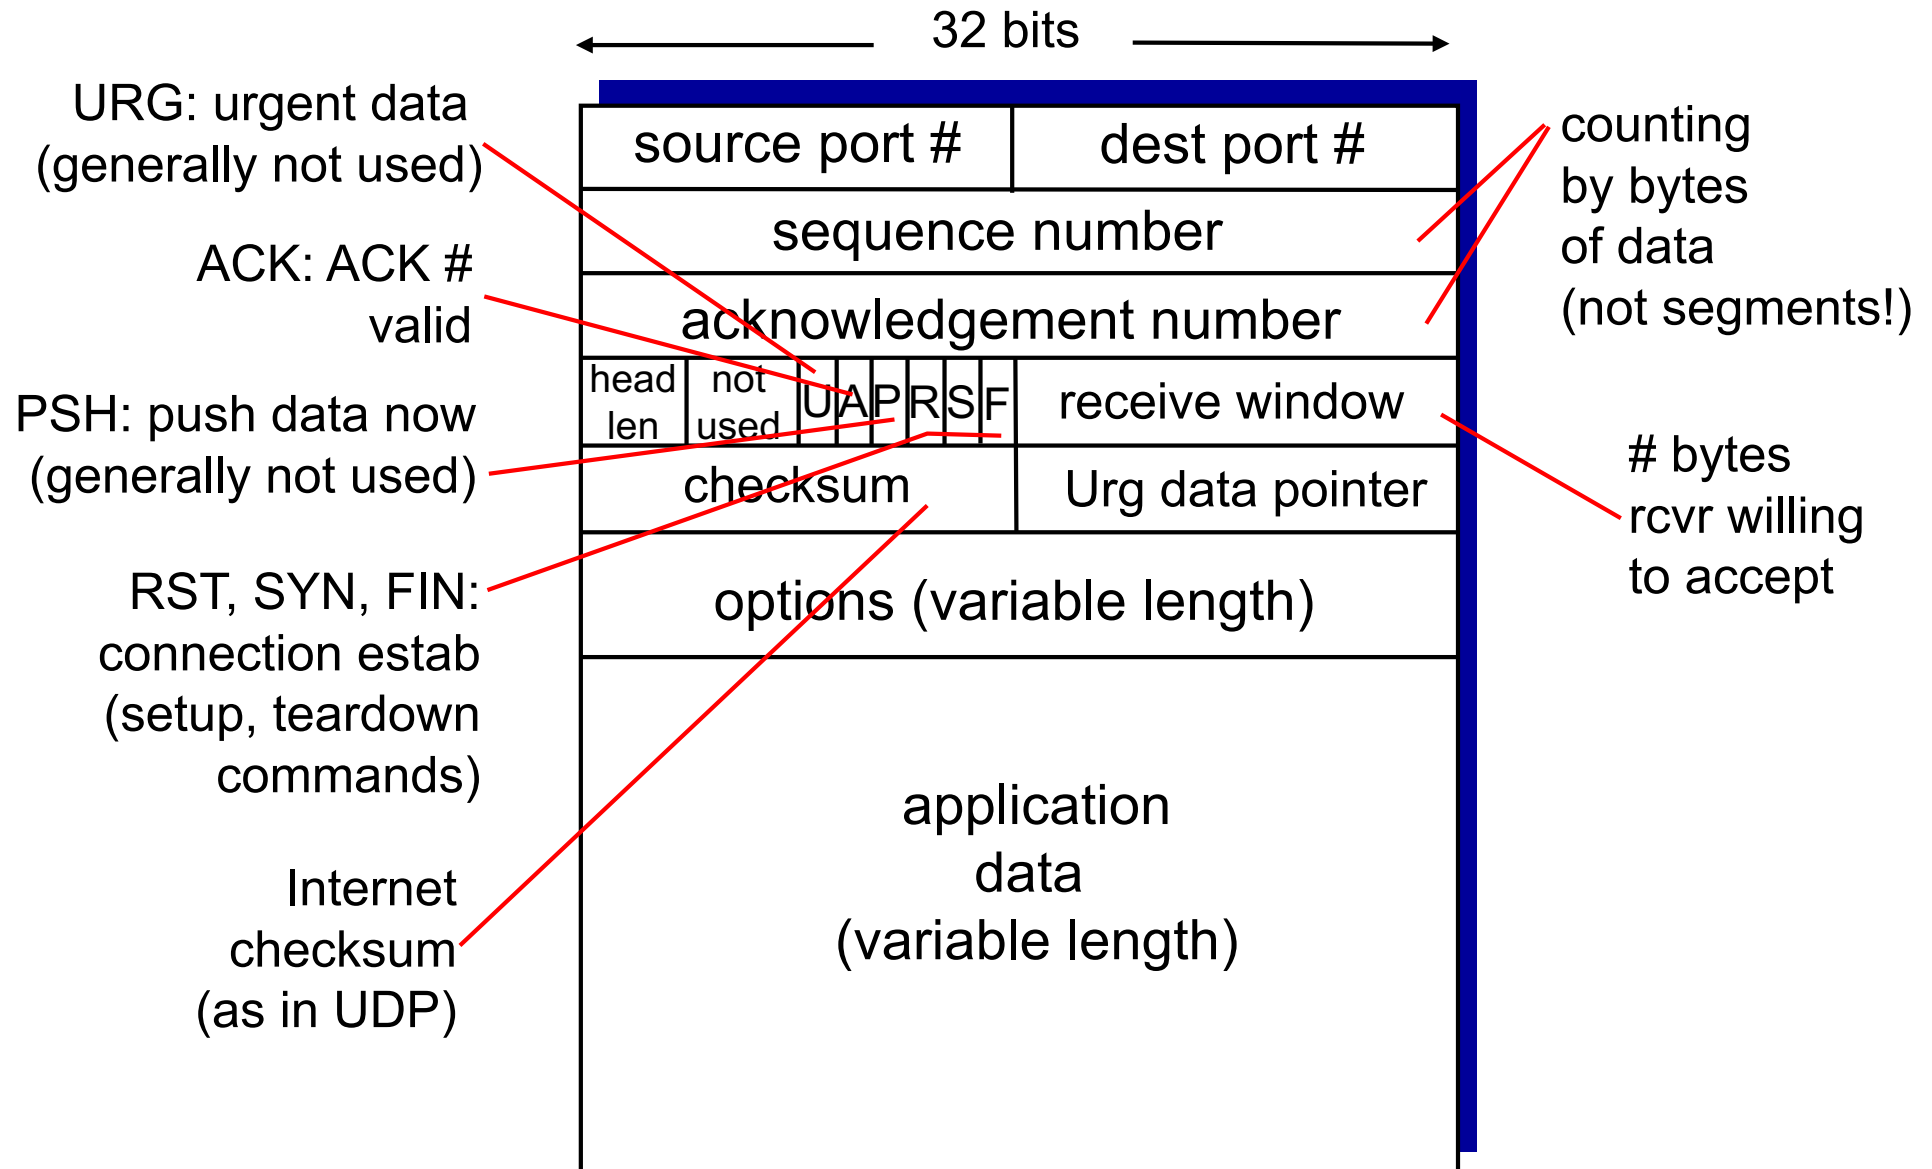 32 bits
URG: urgent data
(generally not used)
ACK: ACK #
valid
PSH: push data now
(generally not used)
RST, SYN, FIN:
connection estab
(setup, teardown
commands)
Internet
checksum
(as in UDP)
source port #
dest port #
sequence number
acknowledgement number
head
len
not
used
U
A
P
R
S
F
receive window
checksum
Urg data pointer
options (variable length)
application
data
(variable length)
counting
by bytes
of data
(not segments!)
# bytes
rcvr willing
to accept